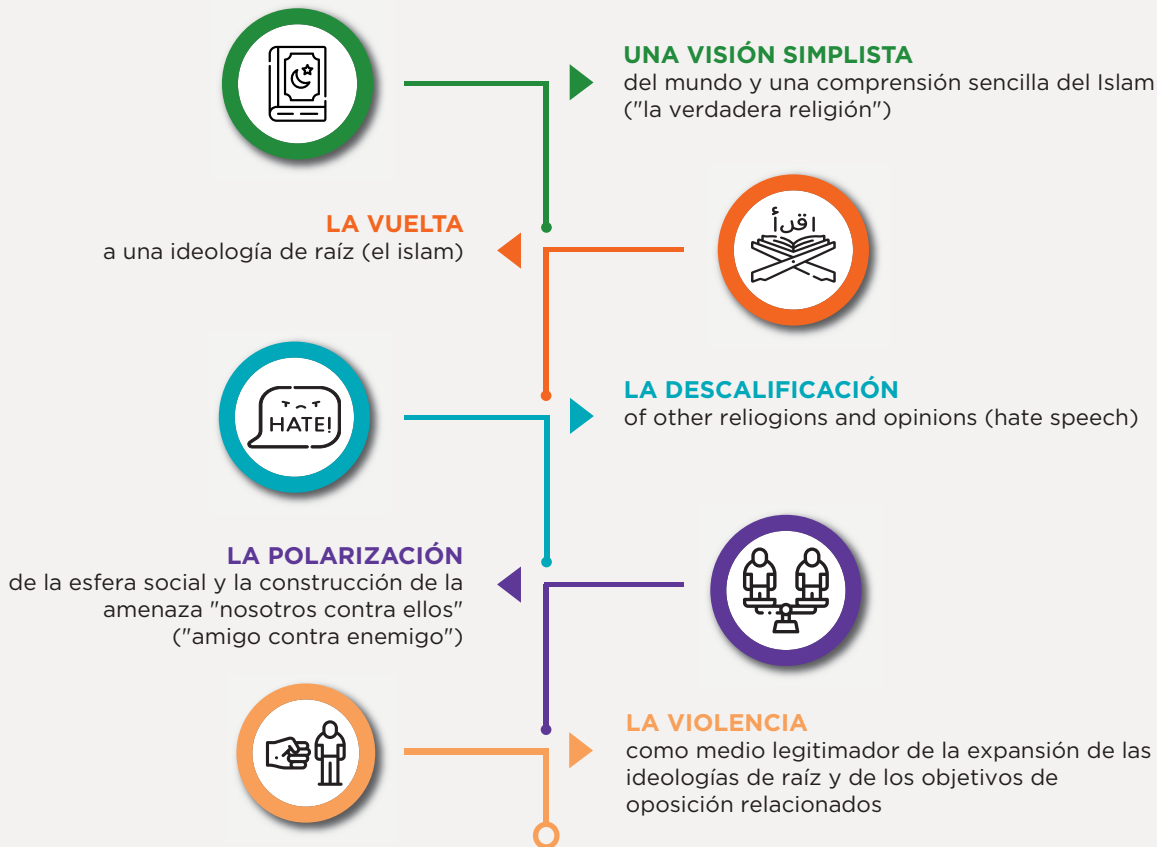 UNA VISIÓN SIMPLISTA
del mundo y una comprensión sencilla del Islam
("la verdadera religión")
LA VUELTA
a una ideología de raíz (el islam)
اقرأ
HATE!
LA DESCALIFICACIÓN
of other reliogions and opinions (hate speech)
LA POLARIZACIÓN
de la esfera social y la construcción de la
amenaza "nosotros contra ellos"
("amigo contra enemigo")
LA VIOLENCIA
como medio legitimador de la expansión de las
ideologías de raíz y de los objetivos de
oposición relacionados